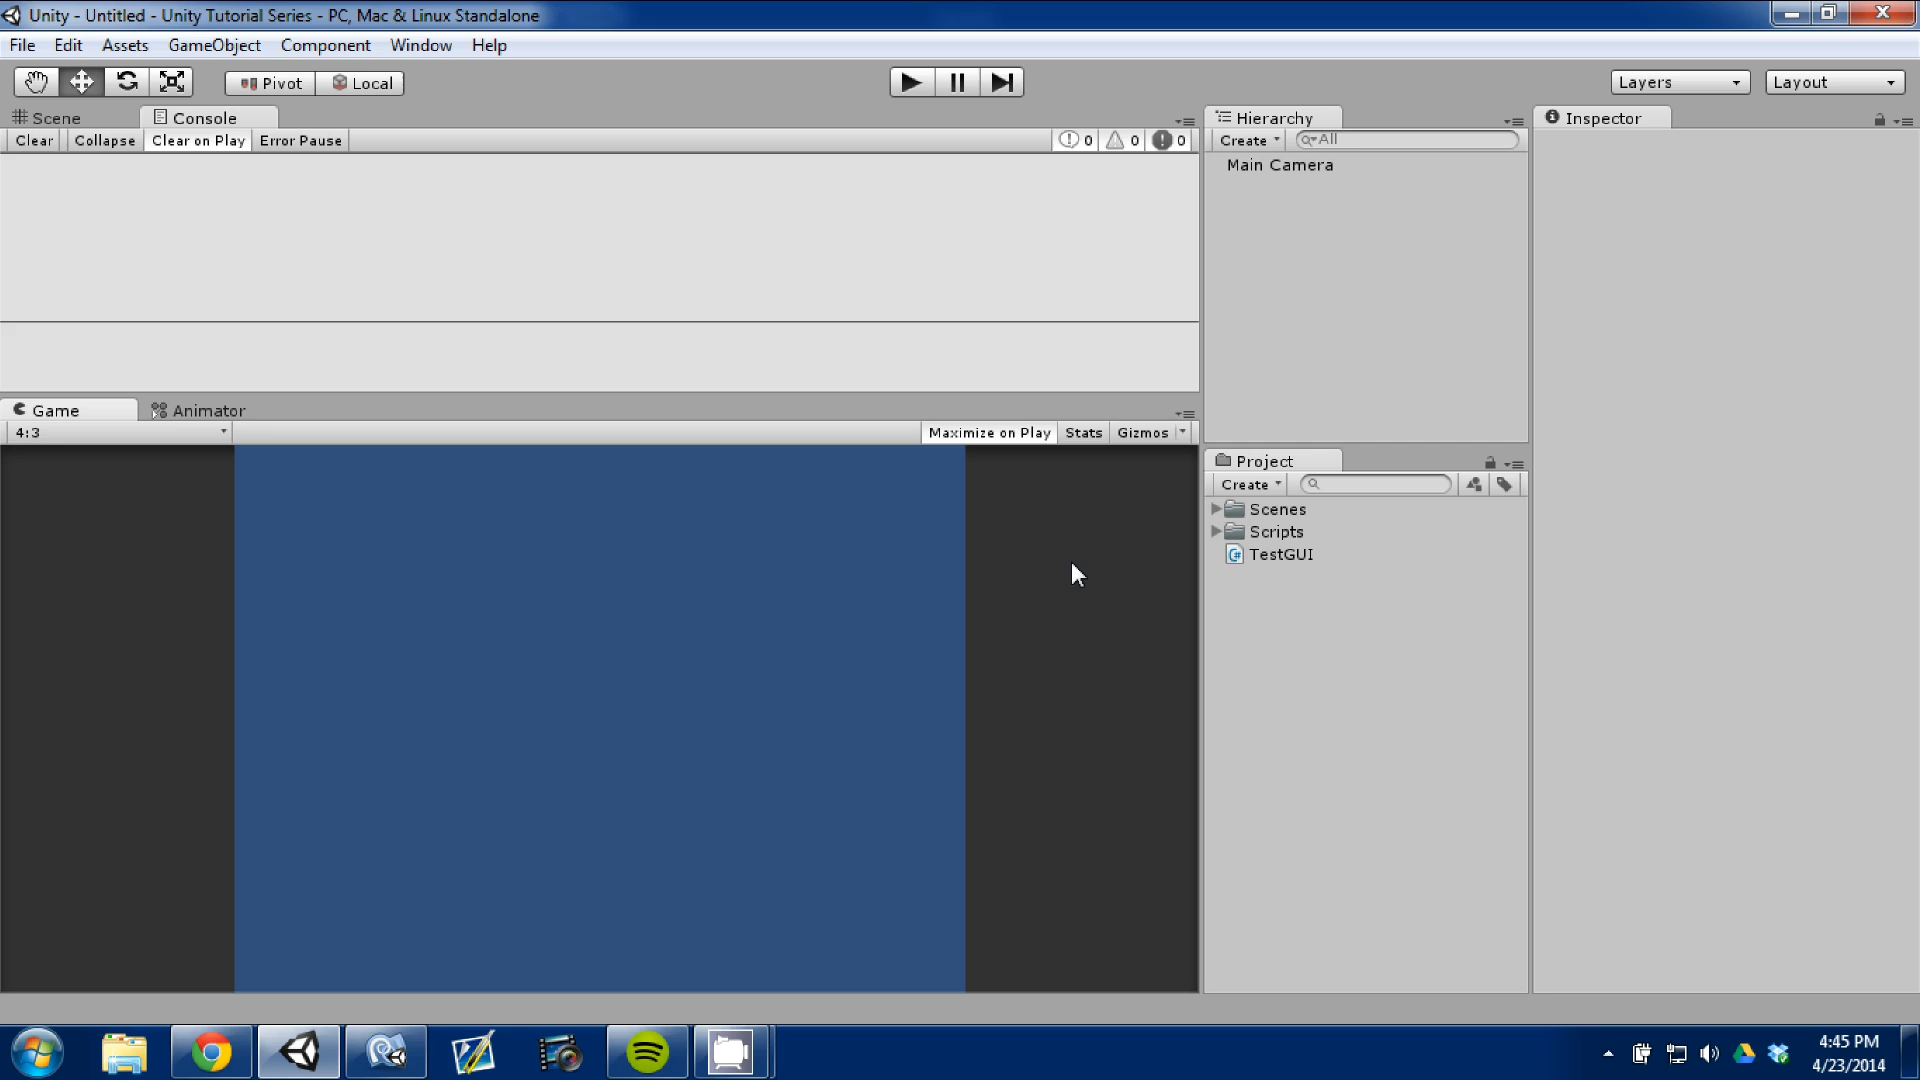 Unity - Untitled - Unity Tutorial Series - PC, Mac & Linux Standalone
File Edit Assets GameObject Component Window Help
Pivot Local Layers Layout
Scene Console Hierarchy Inspector
Clear Collapse Clear on Play Error Pause 0 0 0 Create All
Main Camera
Game Animator
4:3 Maximize on Play Stats Gizmos
Project
Create
Scenes
Scripts
TestGUI
4:45 PM
4/23/2014